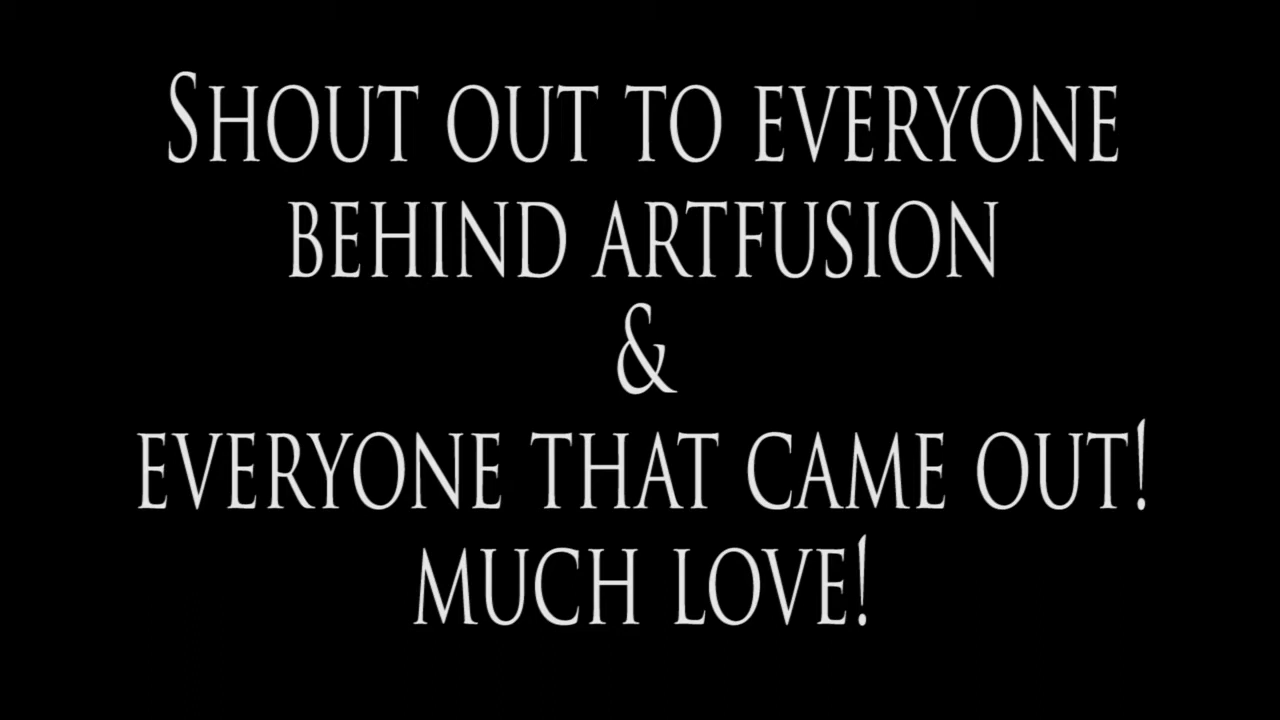 Shout out to everyone
behind artfusion
&
everyone that came out!
much love!